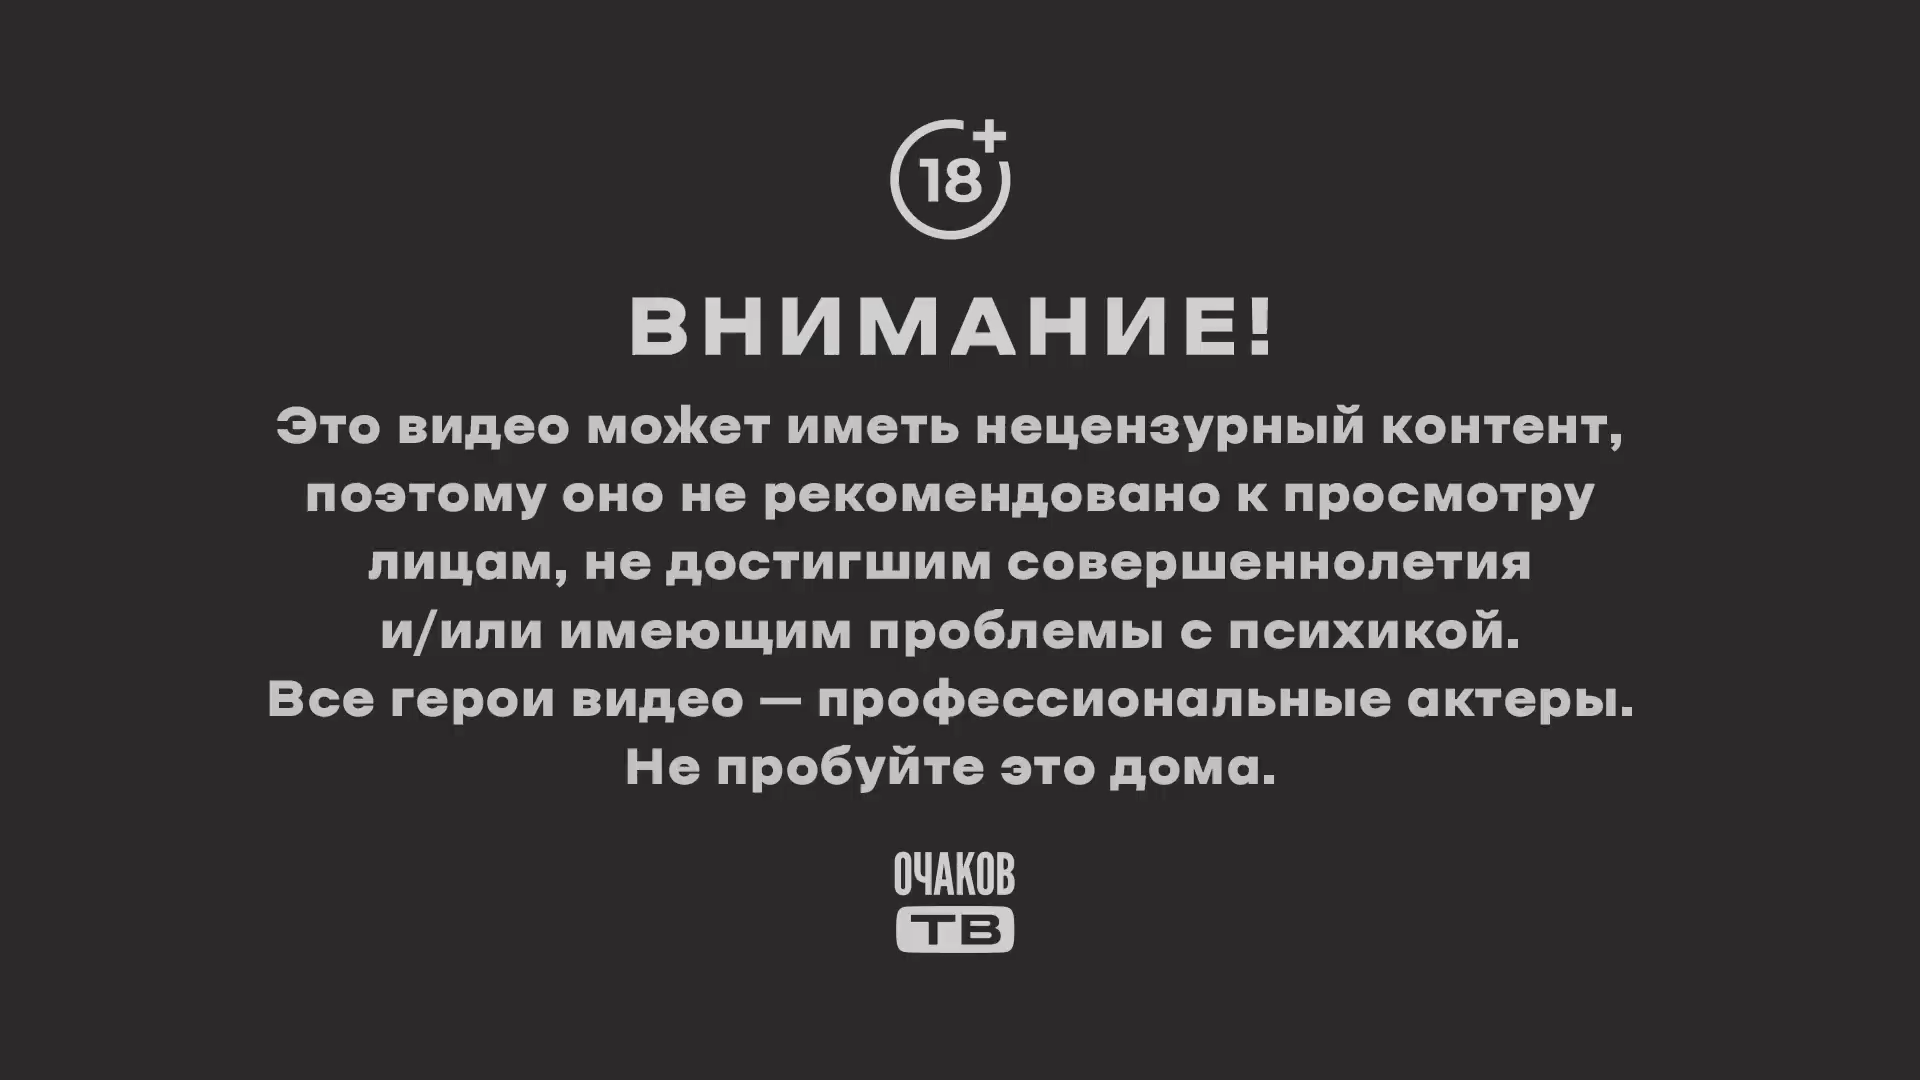 18+
ВНИМАНИЕ!
Это видео может иметь нецензурный контент,
поэтому оно не рекомендовано к просмотру
лицам, не достигшим совершеннолетия
и/или имеющим проблемы с психикой.
Все герои видео — профессиональные актеры.
Не пробуйте это дома.
ОЧАКОВ
ТВ